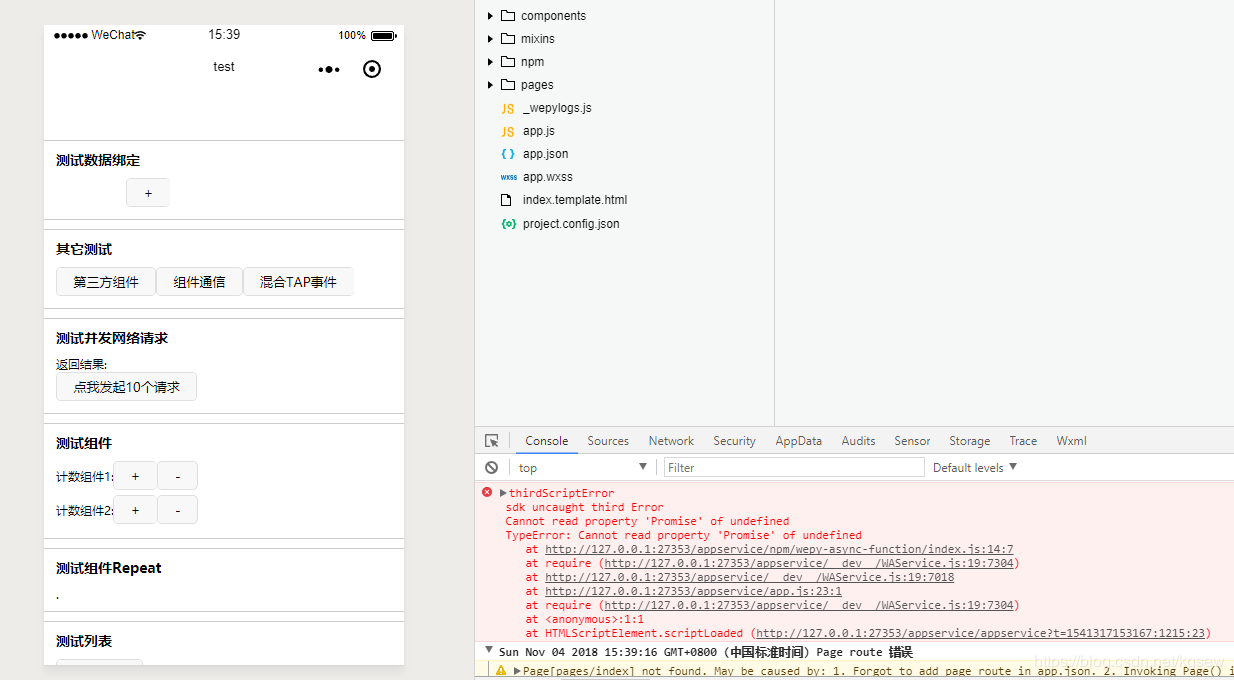 ●●●●● WeChat 15:39 100%
test
测试数据绑定
+
其它测试
第三方组件 组件通信 混合TAP事件
测试并发网络请求
返回结果:
点我发起10个请求
测试组件
计数组件1: + -
计数组件2: + -
测试组件Repeat
.
测试列表
components
mixins
npm
pages
JS _wepylogs.js
JS app.js
{ } app.json
wxss app.wxss
index.template.html
{o} project.config.json
Console Sources Network Security AppData Audits Sensor Storage Trace Wxml
top Filter Default levels
thirdScriptError
sdk uncaught third Error
Cannot read property 'Promise' of undefined
TypeError: Cannot read property 'Promise' of undefined
at http://127.0.0.1:27353/appservice/npm/wepy-async-function/index.js:14:7
at require (http://127.0.0.1:27353/appservice/__dev__/WAService.js:19:7304)
at http://127.0.0.1:27353/appservice/__dev__/WAService.js:19:7018
at http://127.0.0.1:27353/appservice/app.js:23:1
at require (http://127.0.0.1:27353/appservice/__dev__/WAService.js:19:7304)
at <anonymous>:1:1
at HTMLScriptElement.scriptLoaded (http://127.0.0.1:27353/appservice/appservice?t=1541317153167:1215:23)
Sun Nov 04 2018 15:39:16 GMT+0800 (中国标准时间) Page route 错误
Page[pages/index] not found. May be caused by: 1. Forgot to add page route in app.json. 2. Invoking Page() i